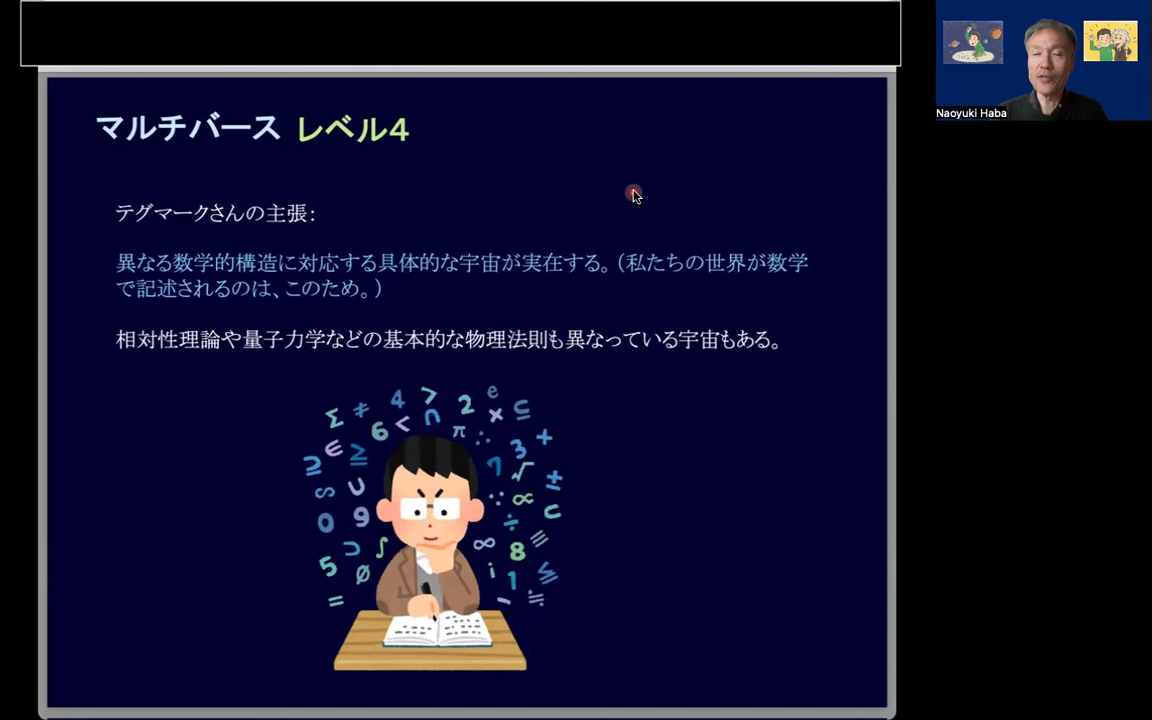 マルチバース レベル4
テグマークさんの主張：
異なる数学的構造に対応する具体的な宇宙が実在する。（私たちの世界が数学
で記述されるのは、このため。）
相対性理論や量子力学などの基本的な物理法則も異なっている宇宙もある。
Naoyuki Haba